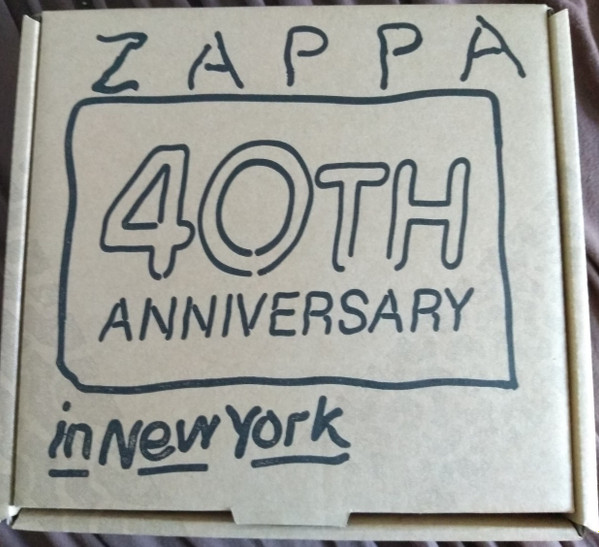 ZAPPA
40TH
ANNIVERSARY
in New York